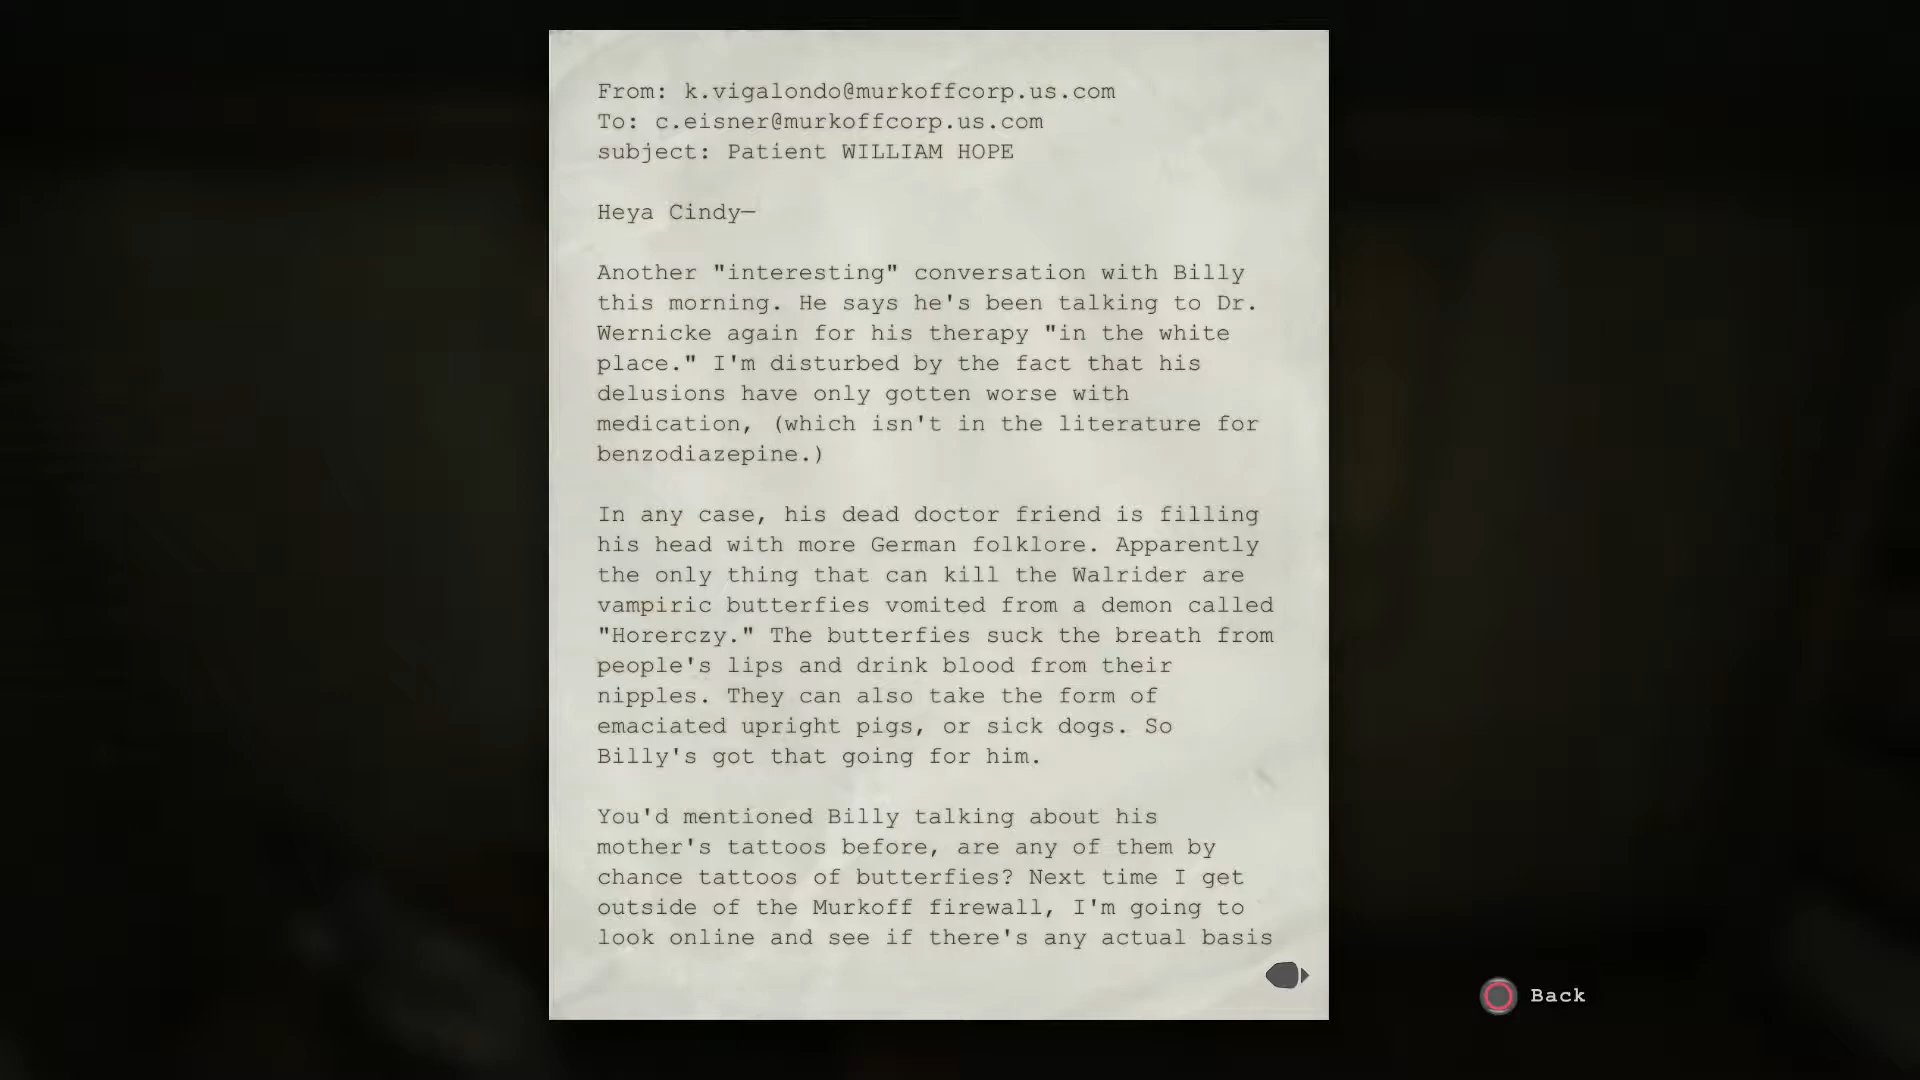 From: k.vigalondo@murkoffcorp.us.com
To: c.eisner@murkoffcorp.us.com
subject: Patient WILLIAM HOPE
Heya Cindy—
Another "interesting" conversation with Billy
this morning. He says he's been talking to Dr.
Wernicke again for his therapy "in the white
place." I'm disturbed by the fact that his
delusions have only gotten worse with
medication, (which isn't in the literature for
benzodiazepine.)
In any case, his dead doctor friend is filling
his head with more German folklore. Apparently
the only thing that can kill the Walrider are
vampiric butterfies vomited from a demon called
"Horerczy." The butterfies suck the breath from
people's lips and drink blood from their
nipples. They can also take the form of
emaciated upright pigs, or sick dogs. So
Billy's got that going for him.
You'd mentioned Billy talking about his
mother's tattoos before, are any of them by
chance tattoos of butterfies? Next time I get
outside of the Murkoff firewall, I'm going to
look online and see if there's any actual basis
Back